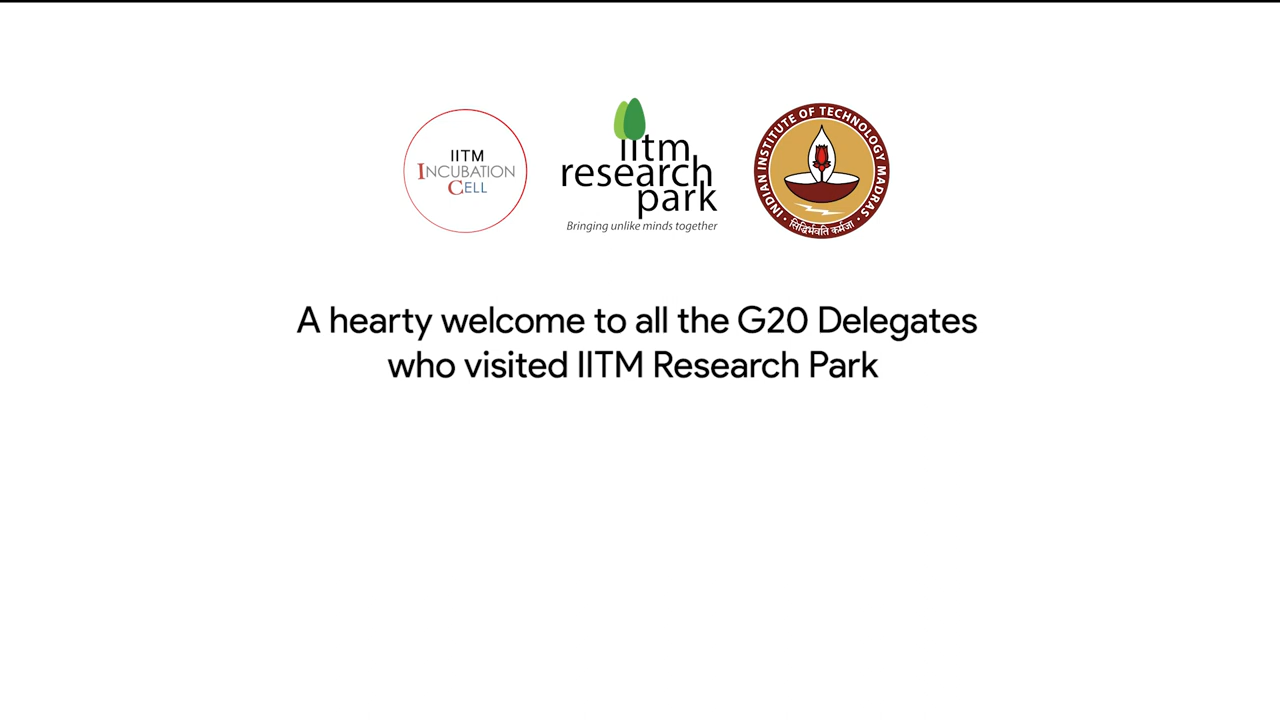 IITM
INCUBATION
CELL
iitm
research
park
Bringing unlike minds together
INDIAN INSTITUTE OF TECHNOLOGY MADRAS
सिद्धिर्भवति कर्मजा
A hearty welcome to all the G20 Delegates
who visited IITM Research Park